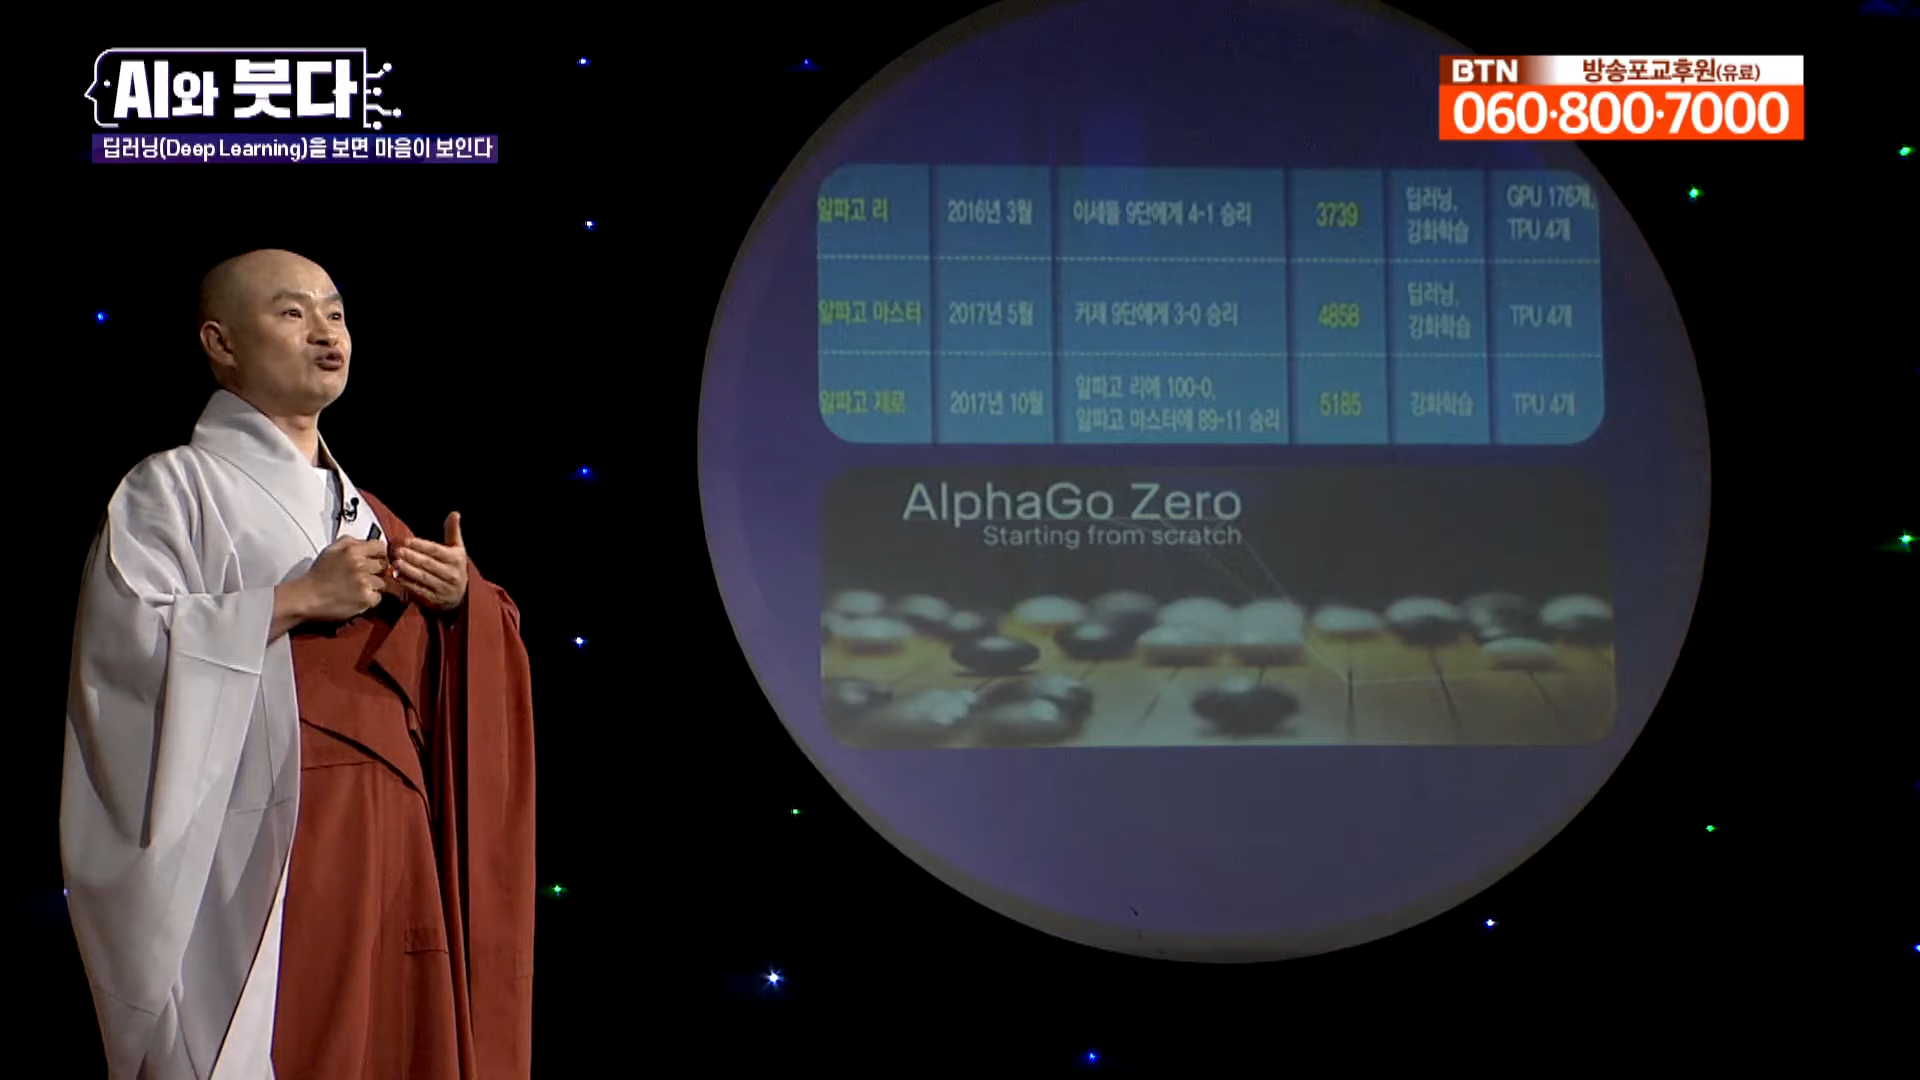 AI와 붓다
딥러닝(Deep Learning)을 보면 마음이 보인다
BTN 방송포교후원(유료)
060·800·7000
알파고 리 2016년 3월 이세돌 9단에게 4-1 승리 3739 딥러닝, 강화학습 GPU 176개, TPU 4개
알파고 마스터 2017년 5월 커제 9단에게 3-0 승리 4858 딥러닝, 강화학습 TPU 4개
알파고 제로 2017년 10월 알파고 리에 100-0, 알파고 마스터에 89-11 승리 5185 강화학습 TPU 4개
AlphaGo Zero
Starting from scratch